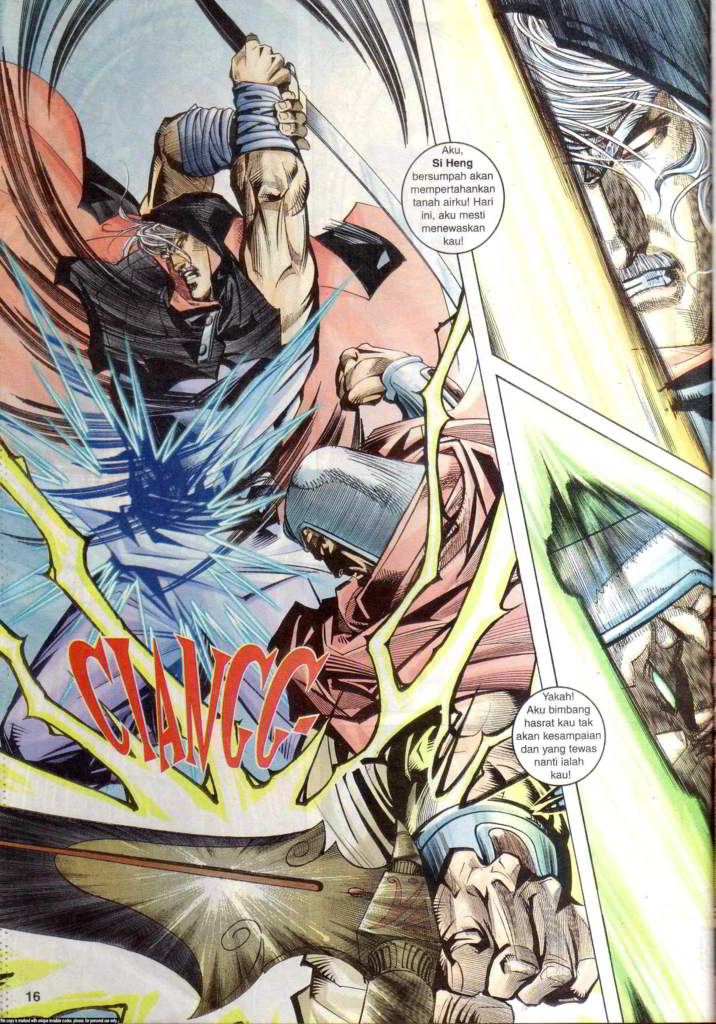 Aku,
Si Heng
bersumpah akan
mempertahankan
tanah airku! Hari
ini, aku mesti
menewaskan
kau!
CLANGG-
Yakah!
Aku bimbang
hasrat kau tak
akan kesampaian
dan yang tewas
nanti ialah
kau!
16